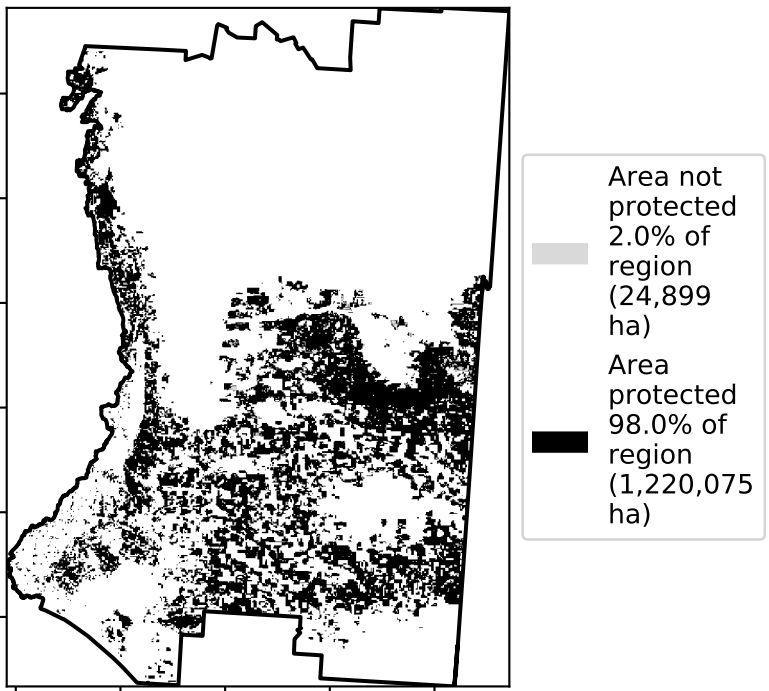 Area not
protected
2.0% of
region
(24,899
ha)
Area
protected
98.0% of
region
(1,220,075
ha)